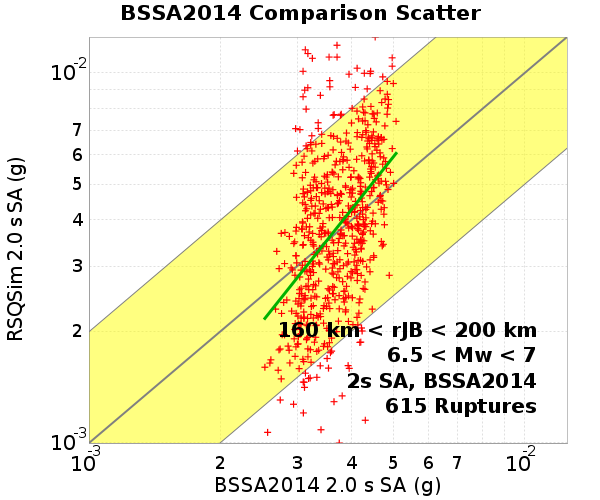 BSSA2014 Comparison Scatter
RSQSim 2.0 s SA (g)
10-2
7
6
5
4
3
2
10-3
160 km < rJB < 200 km
6.5 < Mw < 7
2s SA, BSSA2014
615 Ruptures
10-3 2 3 4 5 6 7 10-2
BSSA2014 2.0 s SA (g)